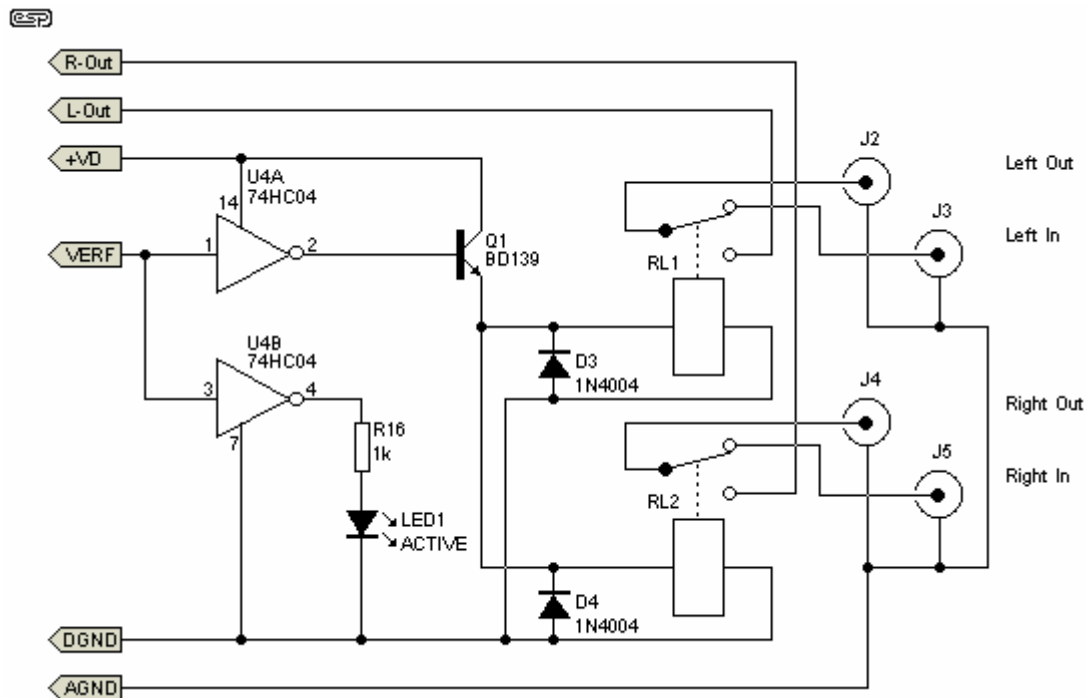 esp
R-Out
L-Out
+VD
VERF
DGND
AGND
U4A
74HC04
14
1
2
U4B
74HC04
3
4
7
R16
1k
LED1
ACTIVE
Q1
BD139
D3
1N4004
D4
1N4004
RL1
RL2
J2
Left Out
J3
Left In
J4
Right Out
J5
Right In